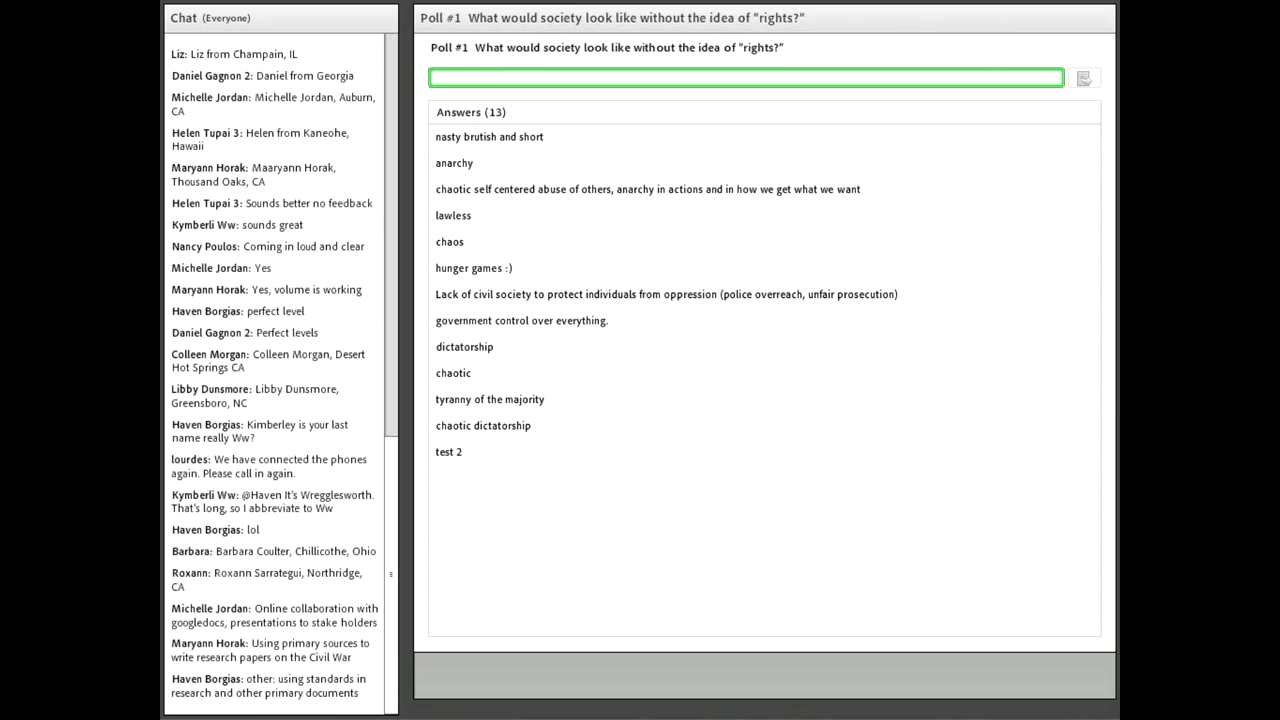 Chat (Everyone)
Liz: Liz from Champain, IL
Daniel Gagnon 2: Daniel from Georgia
Michelle Jordan: Michelle Jordan, Auburn,
CA
Helen Tupai 3: Helen from Kaneohe,
Hawaii
Maryann Horak: Maaryann Horak,
Thousand Oaks, CA
Helen Tupai 3: Sounds better no feedback
Kymberli Ww: sounds great
Nancy Poulos: Coming in loud and clear
Michelle Jordan: Yes
Maryann Horak: Yes, volume is working
Haven Borgias: perfect level
Daniel Gagnon 2: Perfect levels
Colleen Morgan: Colleen Morgan, Desert
Hot Springs CA
Libby Dunsmore: Libby Dunsmore,
Greensboro, NC
Haven Borgias: Kimberley is your last
name really Ww?
lourdes: We have connected the phones
again. Please call in again.
Kymberli Ww: @Haven It's Wregglesworth.
That's long, so I abbreviate to Ww
Haven Borgias: lol
Barbara: Barbara Coulter, Chillicothe, Ohio
Roxann: Roxann Sarrategui, Northridge,
CA
Michelle Jordan: Online collaboration with
googledocs, presentations to stake holders
Maryann Horak: Using primary sources to
write research papers on the Civil War
Haven Borgias: other: using standards in
research and other primary documents
Poll #1 What would society look like without the idea of "rights?"
Poll #1 What would society look like without the idea of "rights?"
Answers (13)
nasty brutish and short
anarchy
chaotic self centered abuse of others, anarchy in actions and in how we get what we want
lawless
chaos
hunger games :)
Lack of civil society to protect individuals from oppression (police overreach, unfair prosecution)
government control over everything.
dictatorship
chaotic
tyranny of the majority
chaotic dictatorship
test 2